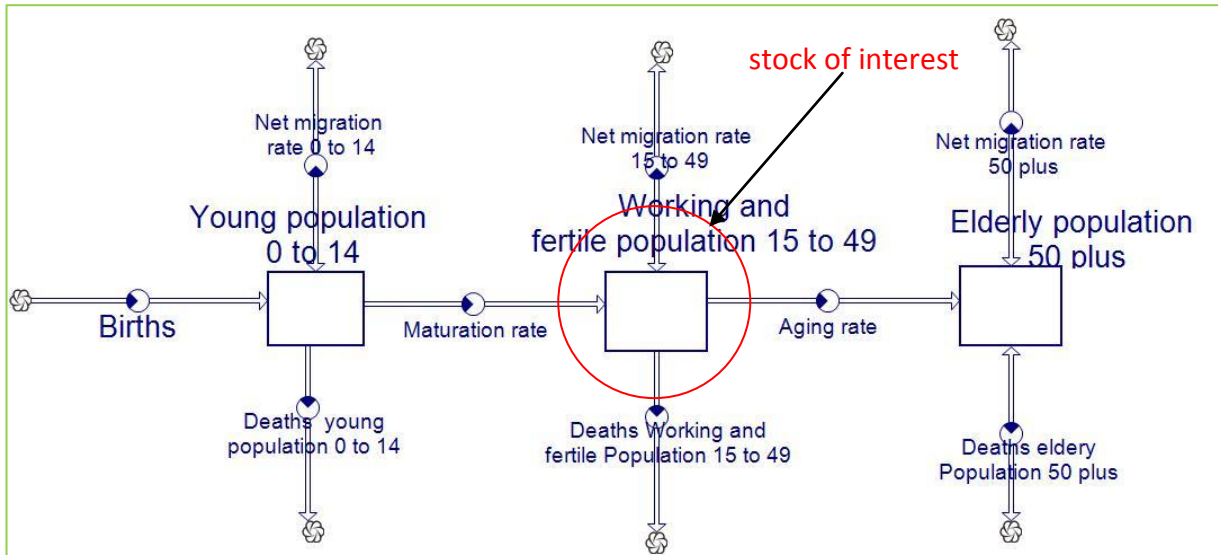 stock of interest
Net migration
rate 0 to 14
Net migration rate
15 to 49
Net migration rate
50 plus
Young population
0 to 14
Working and
fertile population 15 to 49
Elderly population
50 plus
Births
Maturation rate
Aging rate
Deaths young
population 0 to 14
Deaths Working and
fertile Population 15 to 49
Deaths eldery
Population 50 plus